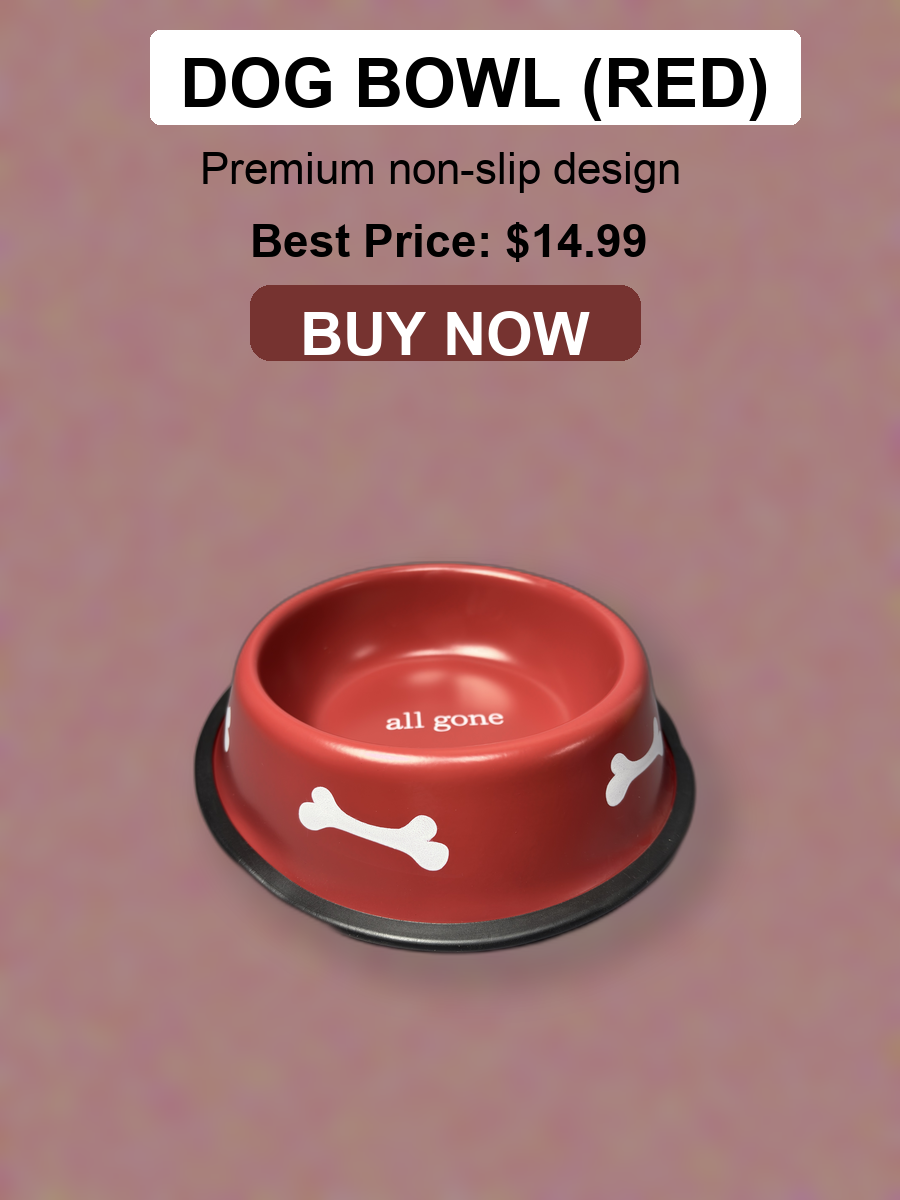 DOG BOWL (RED)
Premium non-slip design
Best Price: $14.99
BUY NOW
all gone